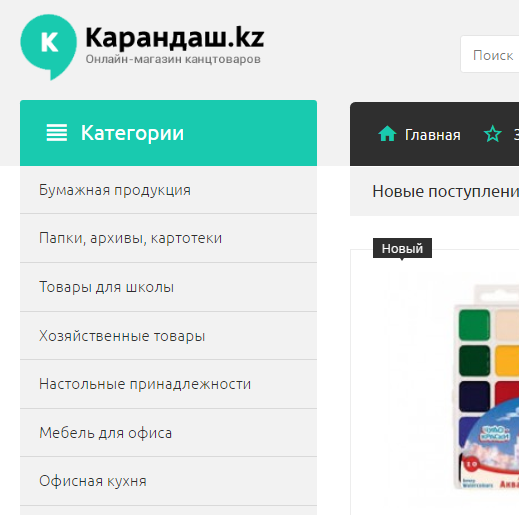 К
Карандаш.kz
Онлайн-магазин канцтоваров
Поиск
Категории
Главная
Бумажная продукция
Новые поступлени
Папки, архивы, картотеки
Новый
Товары для школы
Хозяйственные товары
Настольные принадлежности
Мебель для офиса
Офисная кухня